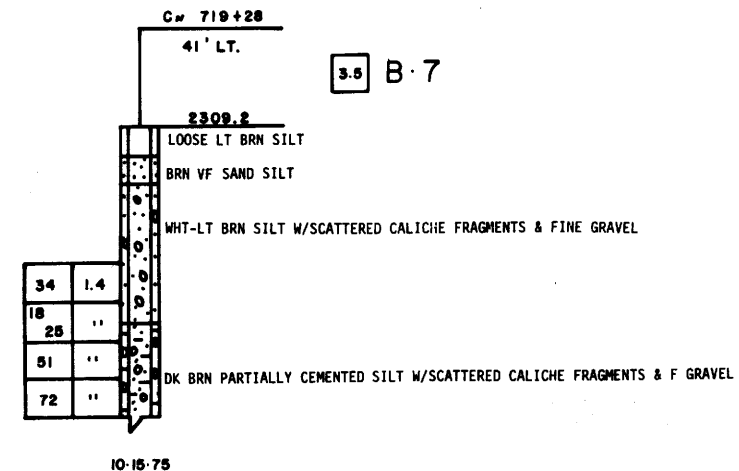 C⁄w 719+28
41' LT.
3.5 B·7
2309.2
LOOSE LT BRN SILT
BRN VF SAND SILT
WHT-LT BRN SILT W/SCATTERED CALICHE FRAGMENTS & FINE GRAVEL
34 1.4
18
25 "
51 "
DK BRN PARTIALLY CEMENTED SILT W/SCATTERED CALICHE FRAGMENTS & F GRAVEL
72 "
10·15·75